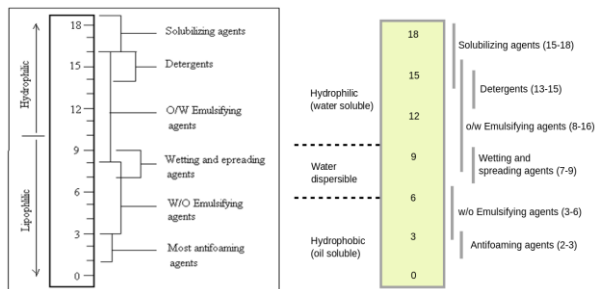 Hydrophilic
Lipophlilic
18
15
12
9
6
3
0
Solubilizing agents
Detergents
O/W Emulsifying
agents
Wetting and epreading
agents
W/O Emulsifying
agents
Most antifoaming
agents
Hydrophilic
(water soluble)
Water
dispersible
Hydrophobic
(oil soluble)
18
15
12
9
6
3
0
Solubilizing agents (15-18)
Detergents (13-15)
o/w Emulsifying agents (8-16)
Wetting and
spreading agents (7-9)
w/o Emulsifying agents (3-6)
Antifoaming agents (2-3)